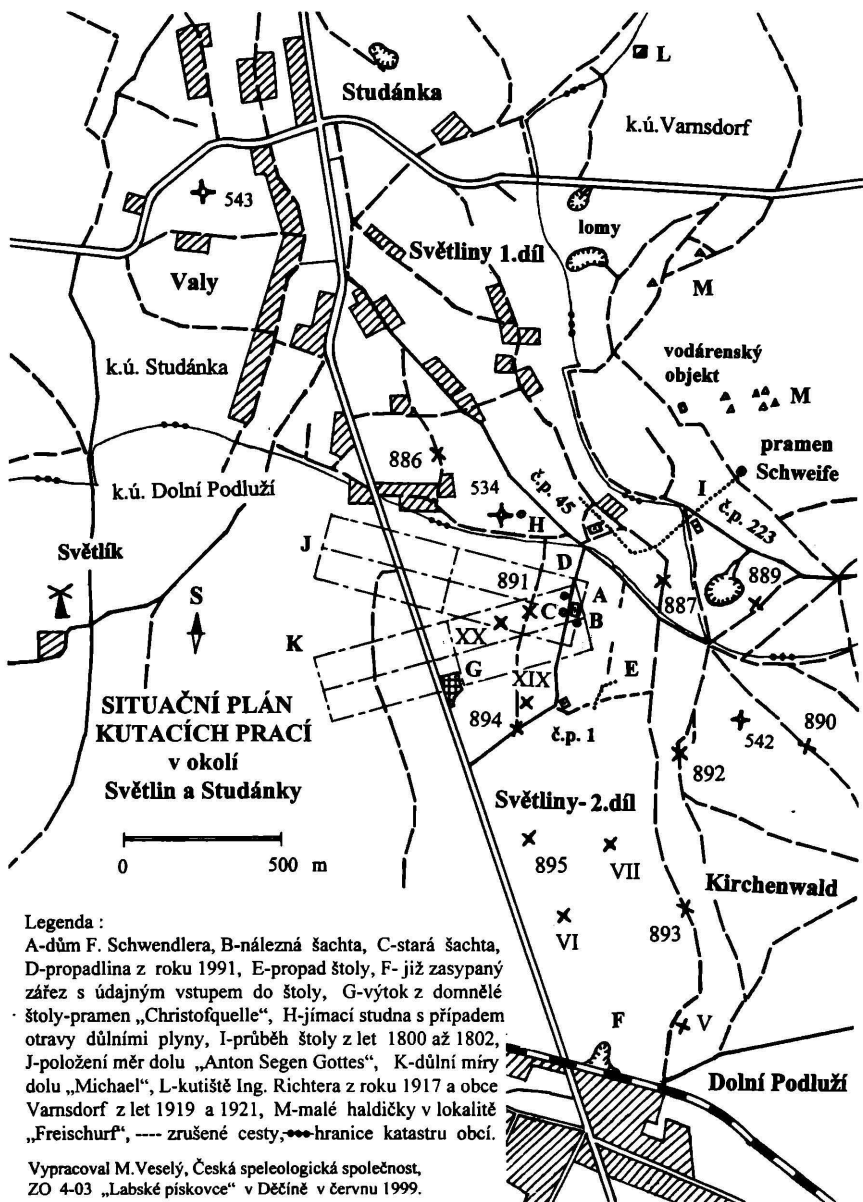 Studánka
L
k.ú. Varnsdorf
543
lomy
Světliny 1.díl
Valy
M
k.ú. Studánka
vodárenský
objekt
M
pramen
Schweife
886
č.p. 45
I
č.p. 223
k.ú. Dolní Podluží
534
H
Světlík
J
D
891
A
887
889
S
C
B
XX
K
G
XIX
E
SITUAČNÍ PLÁN
KUTACÍCH PRACÍ
v okolí
Světlin a Studánky
894
č.p. 1
542
890
892
0 500 m
Světliny- 2.díl
895
VII
Kirchenwald
VI
893
V
F
Dolní Podluží
Legenda :
A-dům F. Schwendlera, B-nálezná šachta, C-stará šachta,
D-propadlina z roku 1991, E-propad štoly, F- již zasypaný
zářez s údajným vstupem do štoly, G-výtok z domnělé
štoly-pramen „Christofquelle“, H-jímací studna s případem
otravy důlními plyny, I-průběh štoly z let 1800 až 1802,
J-položení měr dolu „Anton Segen Gottes“, K-důlní míry
dolu „Michael“, L-kutiště Ing. Richtera z roku 1917 a obce
Varnsdorf z let 1919 a 1921, M-malé haldičky v lokalitě
„Freischurf“, ---- zrušené cesty, hranice katastru obcí.
Vypracoval M.Veselý, Česká speleologická společnost,
ZO 4-03 „Labské pískovce“ v Děčíně v červnu 1999.